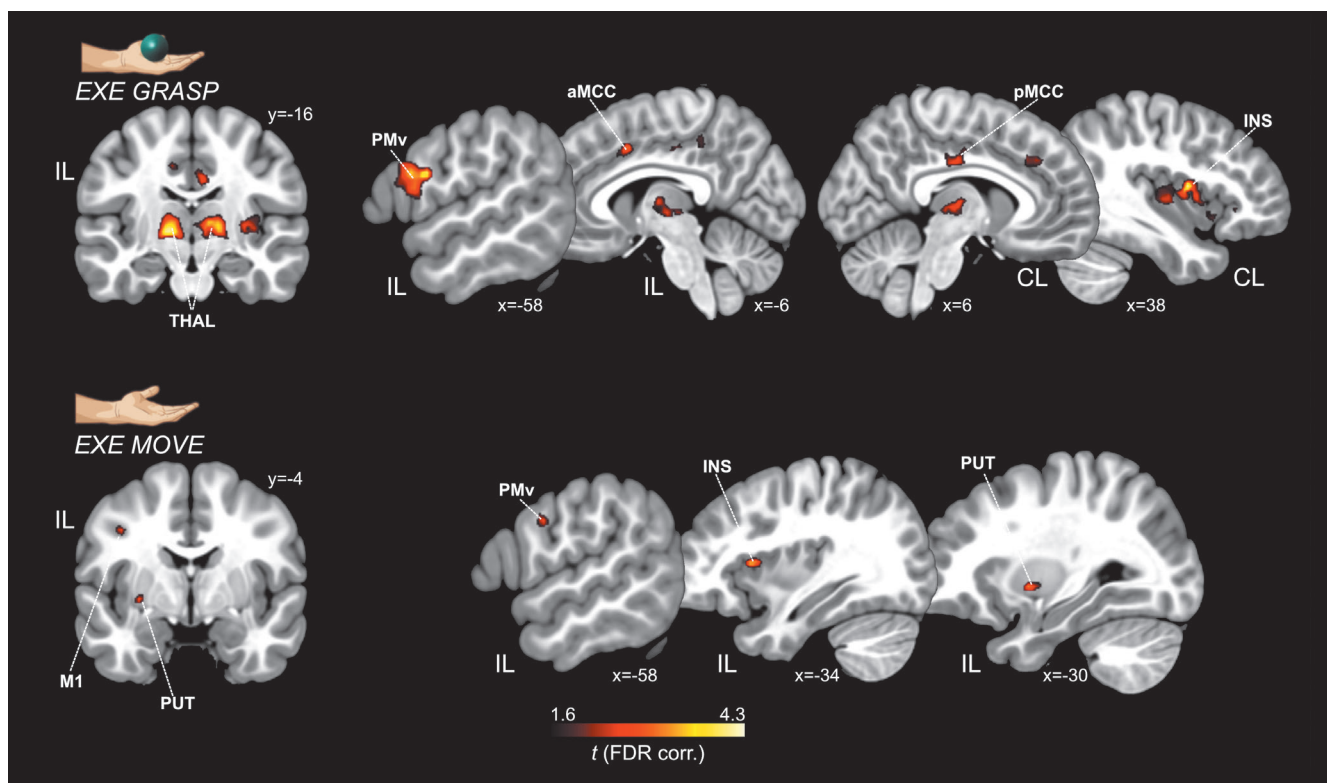 EXE GRASP
y=-16
IL
THAL
PMv
aMCC
IL
x=-58
IL
x=-6
pMCC
INS
x=6
CL
x=38
CL
EXE MOVE
y=-4
IL
M1
PUT
PMv
INS
PUT
IL
x=-58
IL
x=-34
IL
x=-30
1.6
4.3
t (FDR corr.)